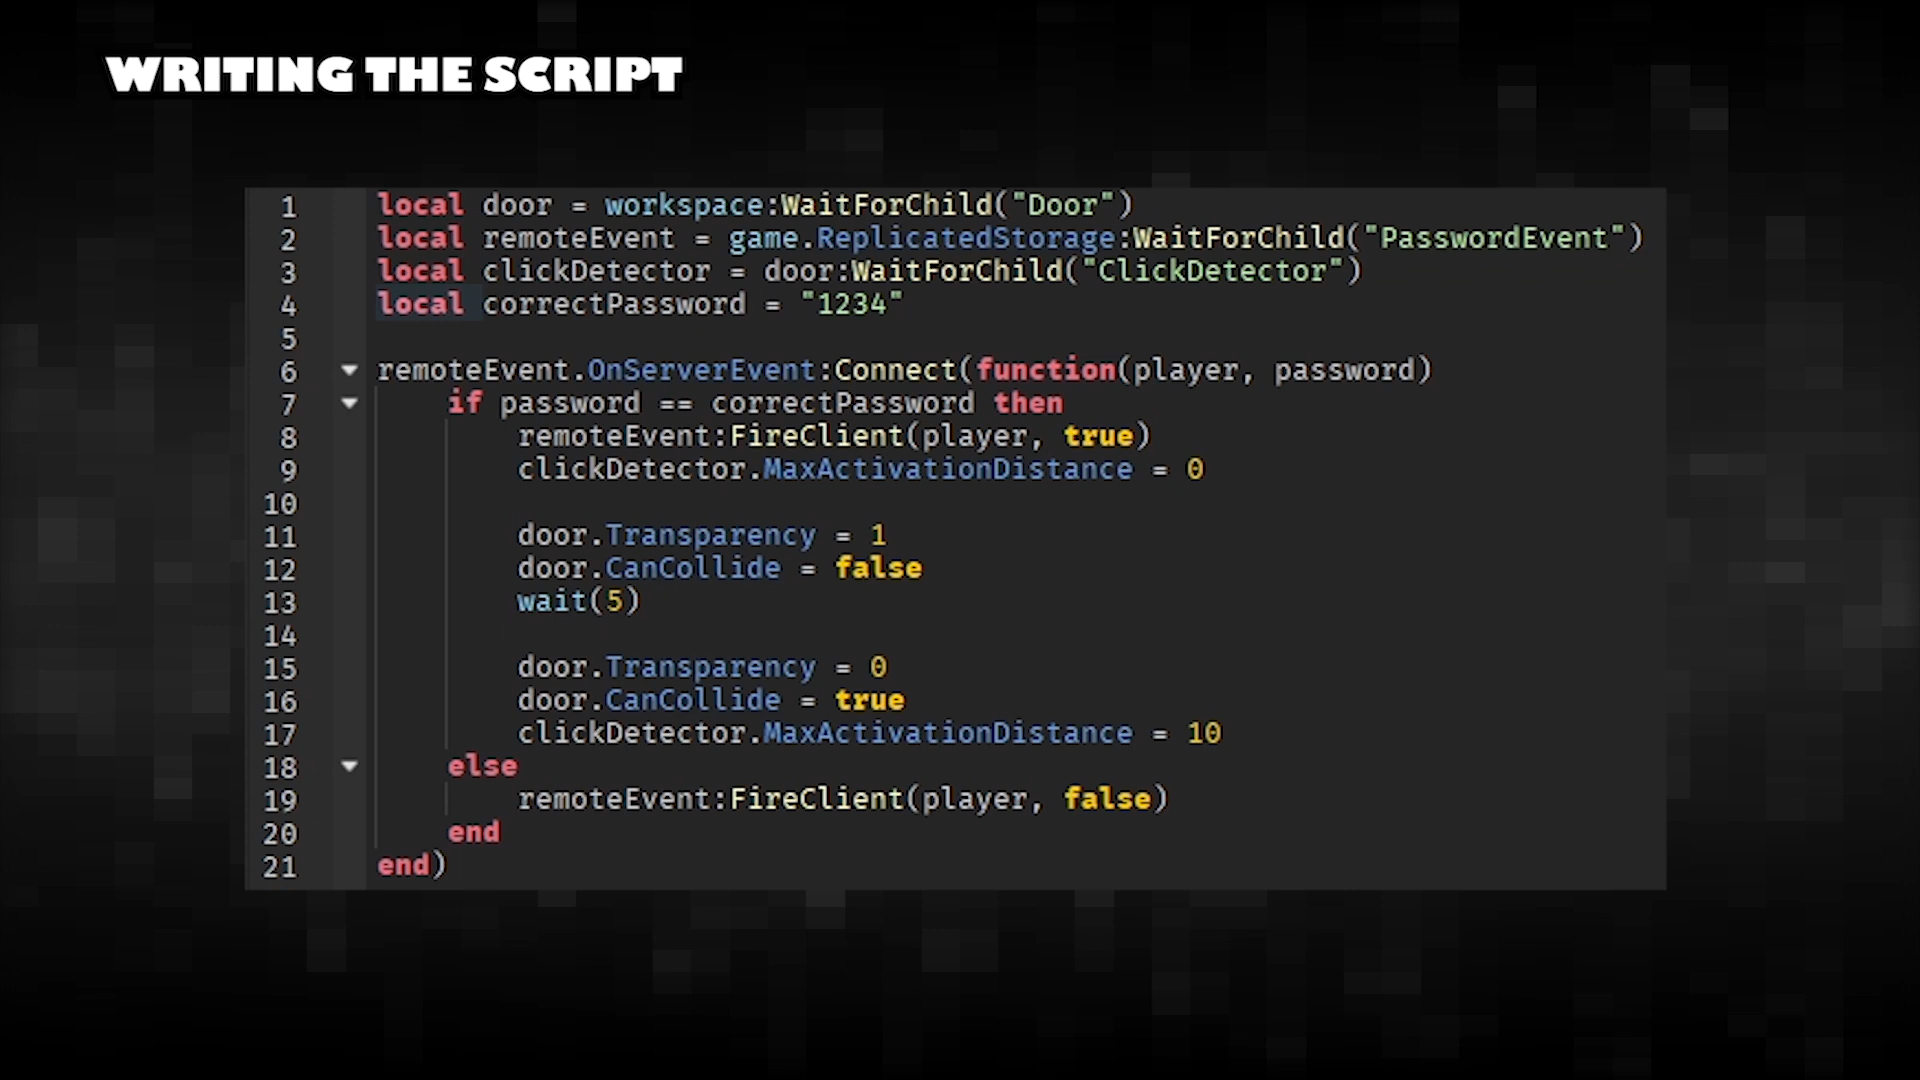 WRITING THE SCRIPT
1 local door = workspace:WaitForChild("Door")
2 local remoteEvent = game.ReplicatedStorage:WaitForChild("PasswordEvent")
3 local clickDetector = door:WaitForChild("ClickDetector")
4 local correctPassword = "1234"
5
6 remoteEvent.OnServerEvent:Connect(function(player, password)
7     if password == correctPassword then
8         remoteEvent:FireClient(player, true)
9         clickDetector.MaxActivationDistance = 0
10
11         door.Transparency = 1
12         door.CanCollide = false
13         wait(5)
14
15         door.Transparency = 0
16         door.CanCollide = true
17         clickDetector.MaxActivationDistance = 10
18     else
19         remoteEvent:FireClient(player, false)
20     end
21 end)